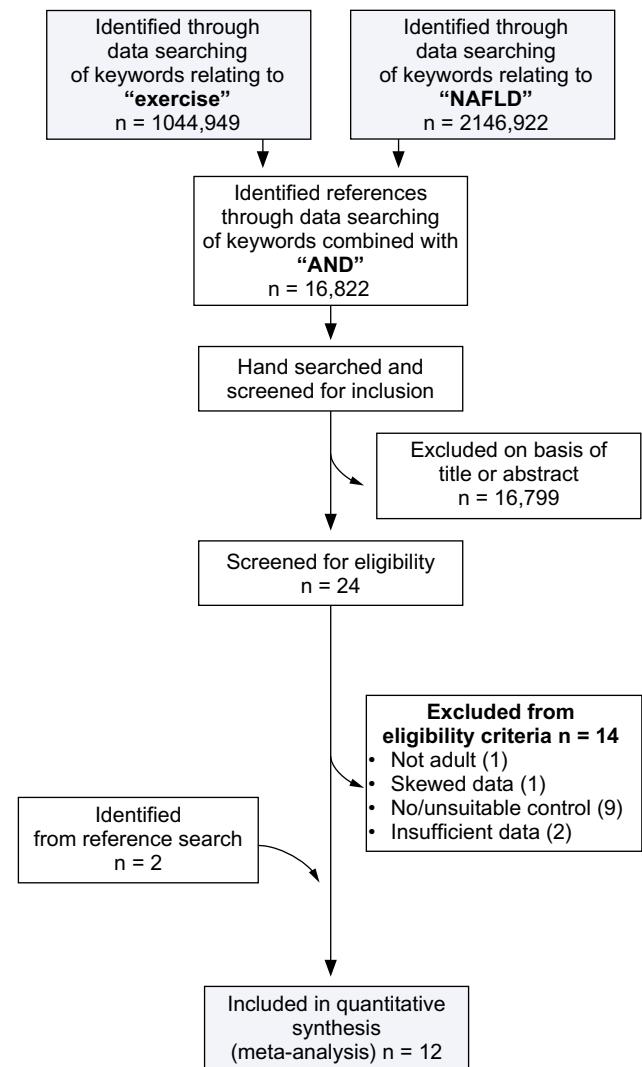 Identified through
data searching
of keywords relating to
“exercise”
n = 1044,949
Identified through
data searching
of keywords relating to
“NAFLD”
n = 2146,922
Identified references
through data searching
of keywords combined with
“AND”
n = 16,822
Hand searched and
screened for inclusion
Excluded on basis of
title or abstract
n = 16,799
Screened for eligibility
n = 24
Excluded from
eligibility criteria n = 14
• Not adult (1)
• Skewed data (1)
• No/unsuitable control (9)
• Insufficient data (2)
Identified
from reference search
n = 2
Included in quantitative
synthesis
(meta-analysis) n = 12